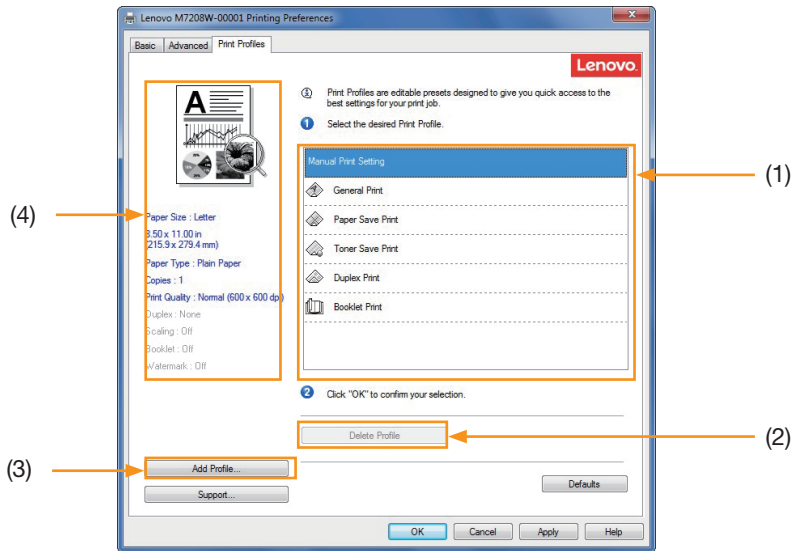 Lenovo M7208W-00001 Printing Preferences
Basic
Advanced
Print Profiles
Lenovo.
Print Profiles are editable presets designed to give you quick access to the
best settings for your print job.
1 Select the desired Print Profile.
A
Manual Print Setting
(1)
General Print
Paper Save Print
Toner Save Print
Duplex Print
Booklet Print
(4)
Paper Size : Letter
8.50 x 11.00 in
(215.9 x 279.4 mm)
Paper Type : Plain Paper
Copies : 1
Print Quality : Normal (600 x 600 dpi)
Duplex : None
Scaling : Off
Booklet : Off
Watermark : Off
2 Click "OK" to confirm your selection.
Delete Profile
(2)
(3)
Add Profile...
Support...
Defaults
OK
Cancel
Apply
Help